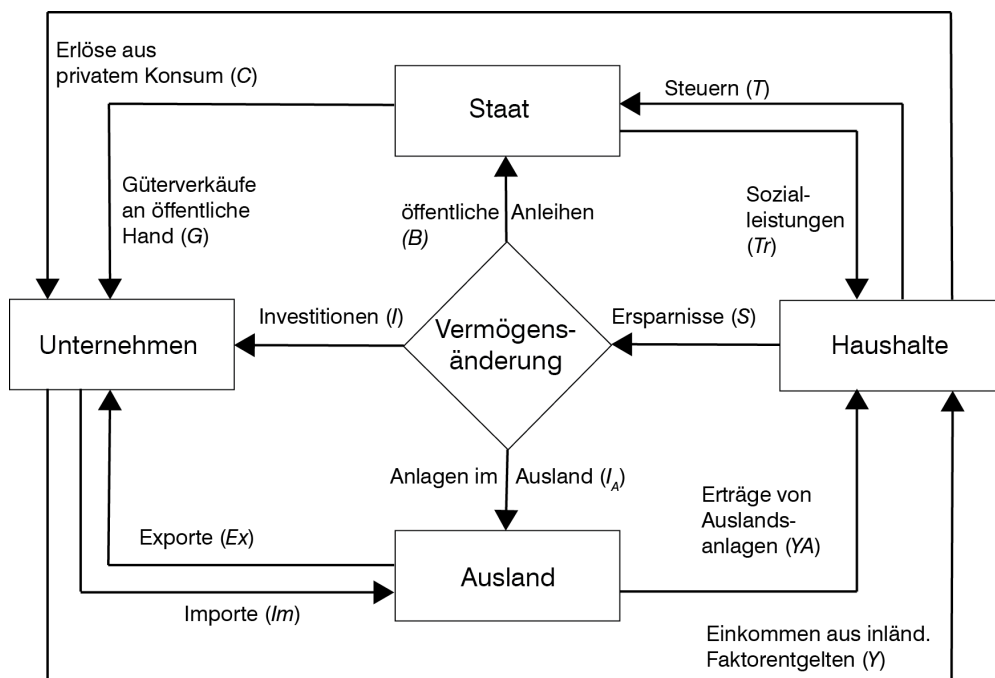 Erlöse aus
privatem Konsum (C)
Staat
Steuern (T)
Güterverkäufe
an öffentliche
Hand (G)
öffentliche Anleihen
(B)
Sozial-
leistungen
(Tr)
Unternehmen
Investitionen (I)
Vermögens-
änderung
Ersparnisse (S)
Haushalte
Anlagen im Ausland (I_A)
Exporte (Ex)
Ausland
Erträge von
Auslands-
anlagen (YA)
Importe (Im)
Einkommen aus inländ.
Faktorentgelten (Y)